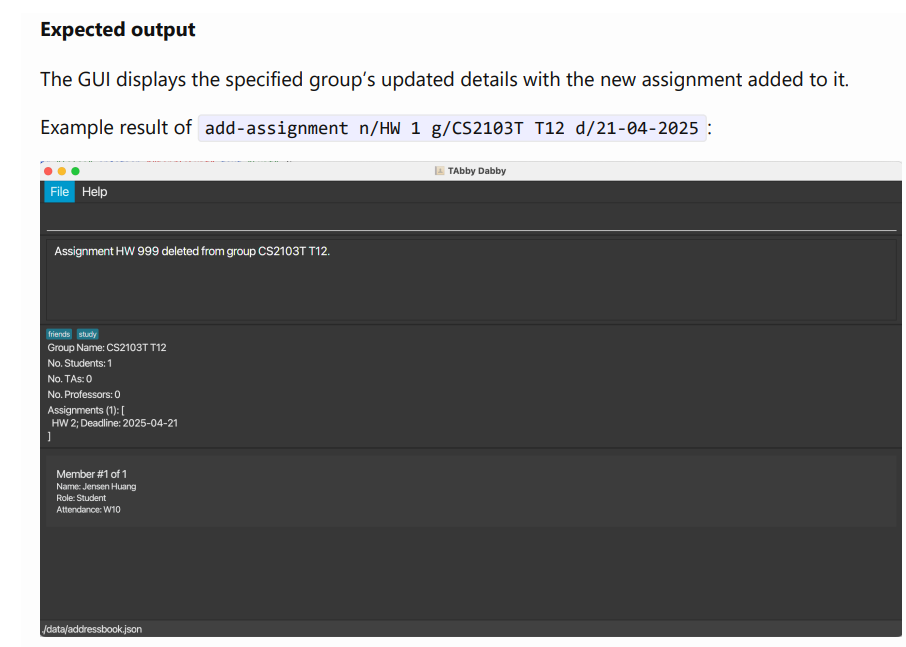 Expected output
The GUI displays the specified group’s updated details with the new assignment added to it.
Example result of add-assignment n/HW 1 g/CS2103T T12 d/21-04-2025:
TAbby Dabby
File Help
Assignment HW 999 deleted from group CS2103T T12.
friends study
Group Name: CS2103T T12
No. Students: 1
No. TAs: 0
No. Professors: 0
Assignments (1): [
HW 2; Deadline: 2025-04-21
]
Member #1 of 1
Name: Jensen Huang
Role: Student
Attendance: W10
./data/addressbook.json